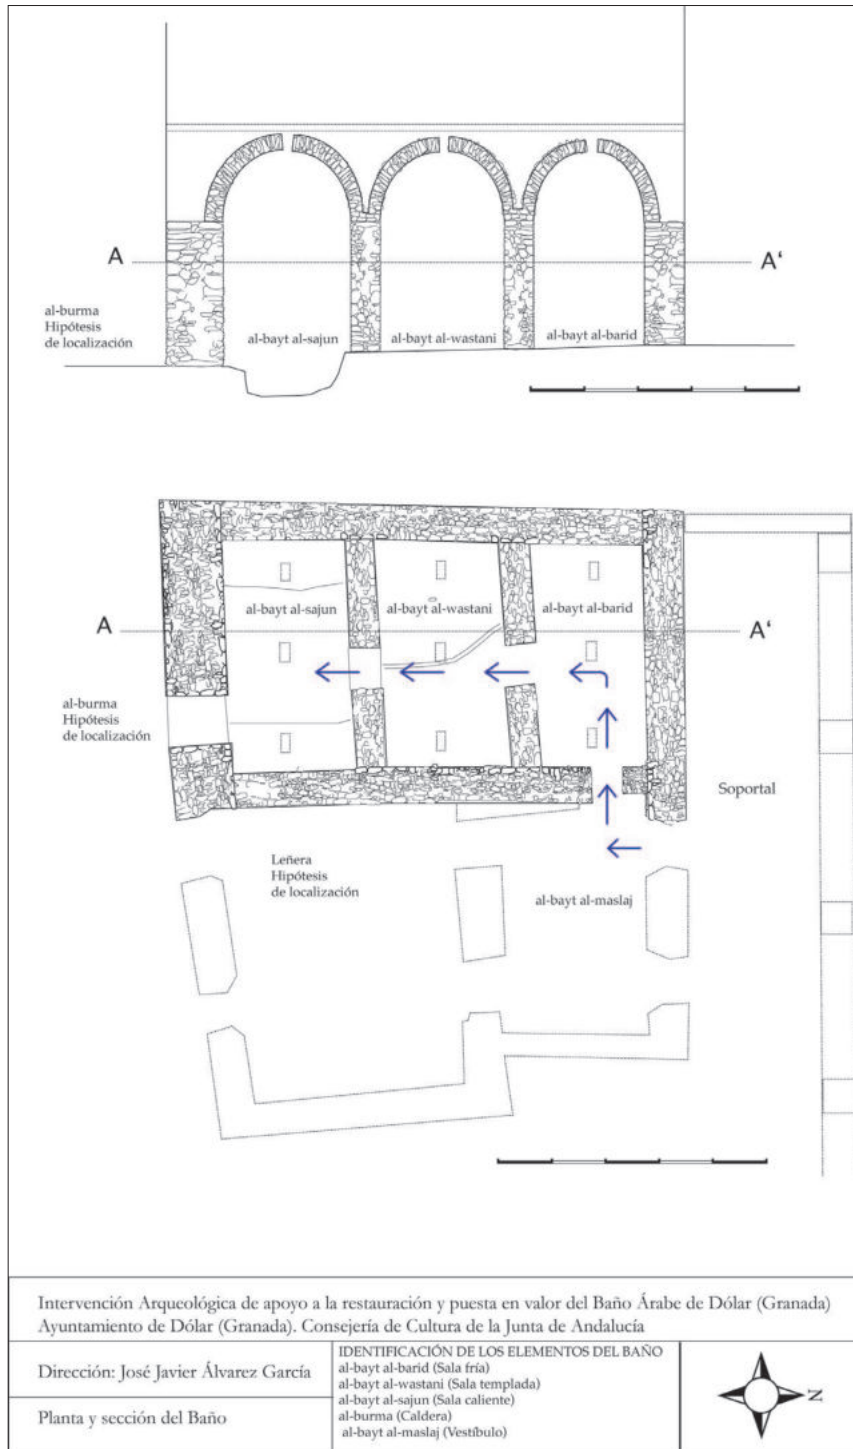 A
A'
al-burma
Hipótesis
de localización
al-bayt al-sajun
al-bayt al-wastani
al-bayt al-barid
al-bayt al-sajun
al-bayt al-wastani
al-bayt al-barid
A
A'
al-burma
Hipótesis
de localización
Soportal
Leñera
Hipótesis
de localización
al-bayt al-maslaj
Intervención Arqueológica de apoyo a la restauración y puesta en valor del Baño Árabe de Dólar (Granada)
Ayuntamiento de Dólar (Granada). Consejería de Cultura de la Junta de Andalucía
Dirección: José Javier Álvarez García
Planta y sección del Baño
IDENTIFICACIÓN DE LOS ELEMENTOS DEL BAÑO
al-bayt al-barid (Sala fría)
al-bayt al-wastani (Sala templada)
al-bayt al-sajun (Sala caliente)
al-burma (Caldera)
al-bayt al-maslaj (Vestíbulo)
N